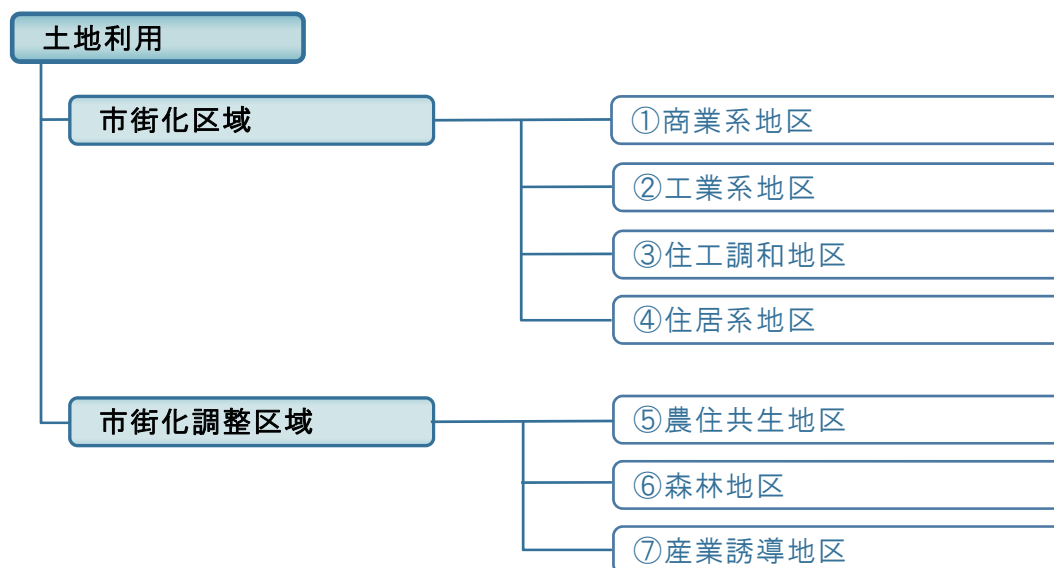 土地利用
市街化区域
①商業系地区
②工業系地区
③住工調和地区
④住居系地区
市街化調整区域
⑤農住共生地区
⑥森林地区
⑦産業誘導地区